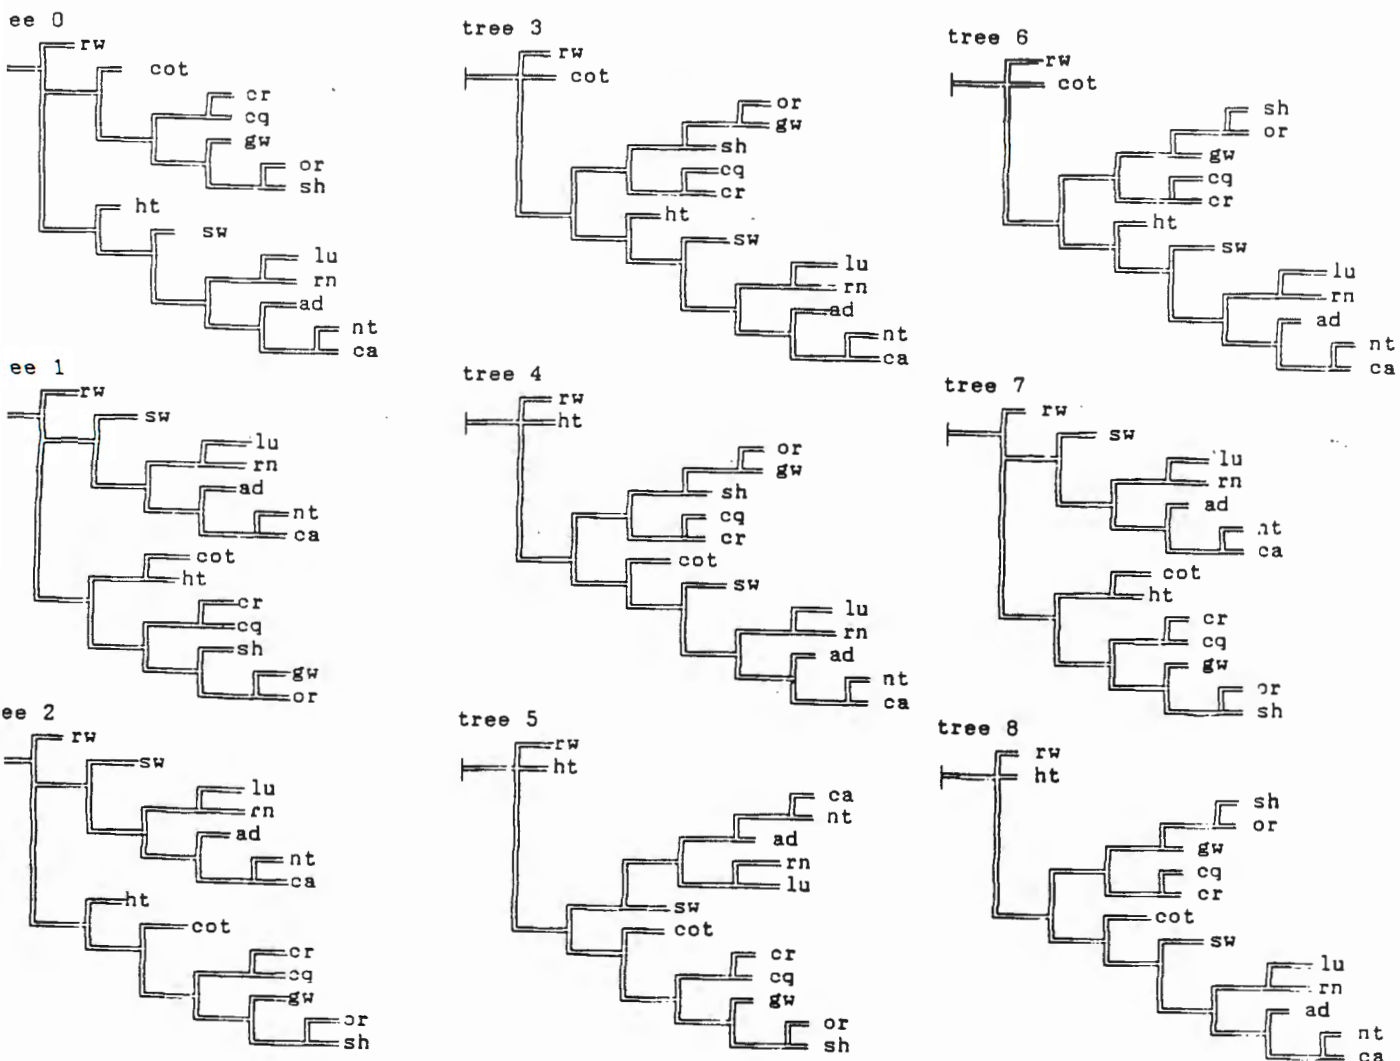 ee 0
rw
cot
cr
cq
gw
or
sh
ht
sw
lu
rn
ad
nt
ca
ee 1
rw
sw
lu
rn
ad
nt
ca
cot
ht
cr
cq
sh
gw
or
ee 2
rw
sw
lu
rn
ad
nt
ca
ht
cot
cr
cq
gw
or
sh
tree 3
rw
cot
or
gw
sh
cq
cr
ht
sw
lu
rn
ad
nt
ca
tree 4
rw
ht
or
gw
sh
cq
cr
cot
sw
lu
rn
ad
nt
ca
tree 5
rw
ht
ca
nt
ad
rn
lu
sw
cot
cr
cq
gw
or
sh
tree 6
rw
cot
sh
or
gw
cq
cr
ht
sw
lu
rn
ad
nt
ca
tree 7
rw
sw
lu
rn
ad
nt
ca
cot
ht
cr
cq
gw
or
sh
tree 8
rw
ht
sh
or
gw
cq
cr
cot
sw
lu
rn
ad
nt
ca